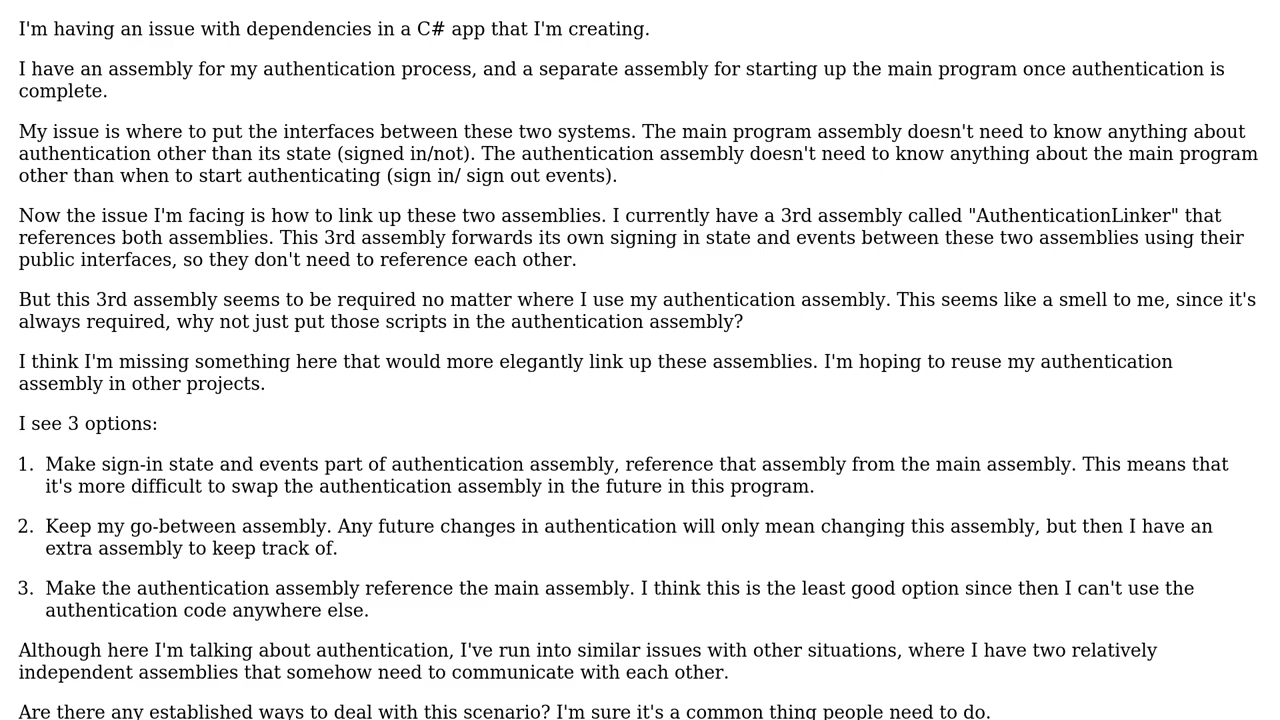 I'm having an issue with dependencies in a C# app that I'm creating.
I have an assembly for my authentication process, and a separate assembly for starting up the main program once authentication is
complete.
My issue is where to put the interfaces between these two systems. The main program assembly doesn't need to know anything about
authentication other than its state (signed in/not). The authentication assembly doesn't need to know anything about the main program
other than when to start authenticating (sign in/ sign out events).
Now the issue I'm facing is how to link up these two assemblies. I currently have a 3rd assembly called "AuthenticationLinker" that
references both assemblies. This 3rd assembly forwards its own signing in state and events between these two assemblies using their
public interfaces, so they don't need to reference each other.
But this 3rd assembly seems to be required no matter where I use my authentication assembly. This seems like a smell to me, since it's
always required, why not just put those scripts in the authentication assembly?
I think I'm missing something here that would more elegantly link up these assemblies. I'm hoping to reuse my authentication
assembly in other projects.
I see 3 options:
1. Make sign-in state and events part of authentication assembly, reference that assembly from the main assembly. This means that
it's more difficult to swap the authentication assembly in the future in this program.
2. Keep my go-between assembly. Any future changes in authentication will only mean changing this assembly, but then I have an
extra assembly to keep track of.
3. Make the authentication assembly reference the main assembly. I think this is the least good option since then I can't use the
authentication code anywhere else.
Although here I'm talking about authentication, I've run into similar issues with other situations, where I have two relatively
independent assemblies that somehow need to communicate with each other.
Are there any established ways to deal with this scenario? I'm sure it's a common thing people need to do.